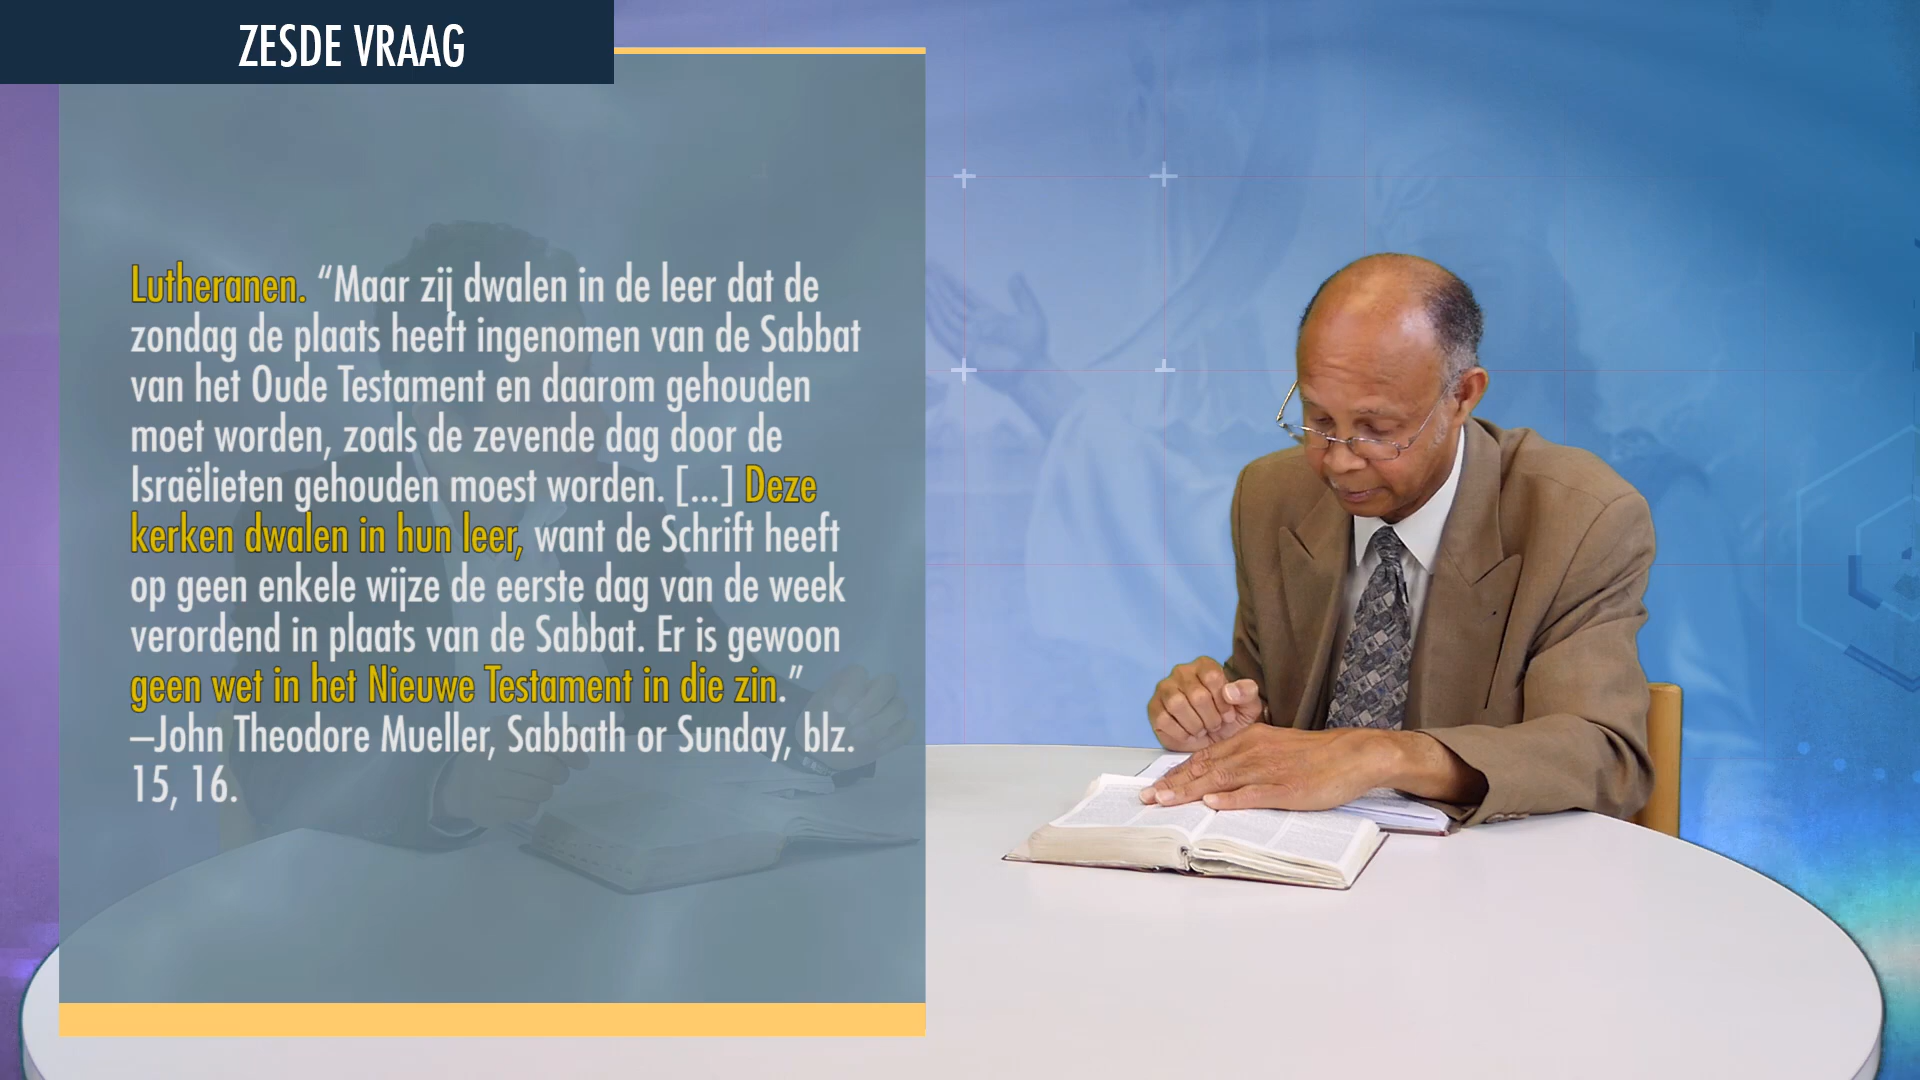 ZESDE VRAAG
Lutheranen. “Maar zij dwalen in de leer dat de
zondag de plaats heeft ingenomen van de Sabbat
van het Oude Testament en daarom gehouden
moet worden, zoals de zevende dag door de
Israëlieten gehouden moest worden. [...] Deze
kerken dwalen in hun leer, want de Schrift heeft
op geen enkele wijze de eerste dag van de week
verordend in plaats van de Sabbat. Er is gewoon
geen wet in het Nieuwe Testament in die zin.”
–John Theodore Mueller, Sabbath or Sunday, blz.
15, 16.